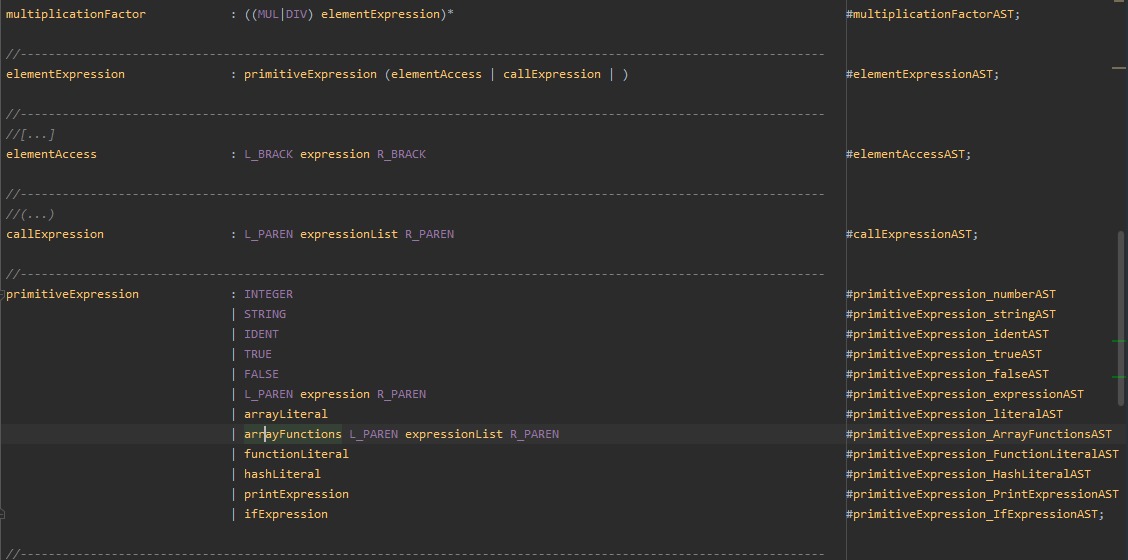 multiplicationFactor : ((MUL|DIV) elementExpression)* #multiplicationFactorAST;
//-------------------------------------------------------------------------------------------------------------------
elementExpression : primitiveExpression (elementAccess | callExpression | ) #elementExpressionAST;
//-------------------------------------------------------------------------------------------------------------------
//[...]
elementAccess : L_BRACK expression R_BRACK #elementAccessAST;
//-------------------------------------------------------------------------------------------------------------------
//(...)
callExpression : L_PAREN expressionList R_PAREN #callExpressionAST;
//-------------------------------------------------------------------------------------------------------------------
primitiveExpression : INTEGER #primitiveExpression_numberAST
| STRING #primitiveExpression_stringAST
| IDENT #primitiveExpression_identAST
| TRUE #primitiveExpression_trueAST
| FALSE #primitiveExpression_falseAST
| L_PAREN expression R_PAREN #primitiveExpression_expressionAST
| arrayLiteral #primitiveExpression_literalAST
| arrayFunctions L_PAREN expressionList R_PAREN #primitiveExpression_ArrayFunctionsAST
| functionLiteral #primitiveExpression_FunctionLiteralAST
| hashLiteral #primitiveExpression_HashLiteralAST
| printExpression #primitiveExpression_PrintExpressionAST
| ifExpression #primitiveExpression_IfExpressionAST;
//-------------------------------------------------------------------------------------------------------------------